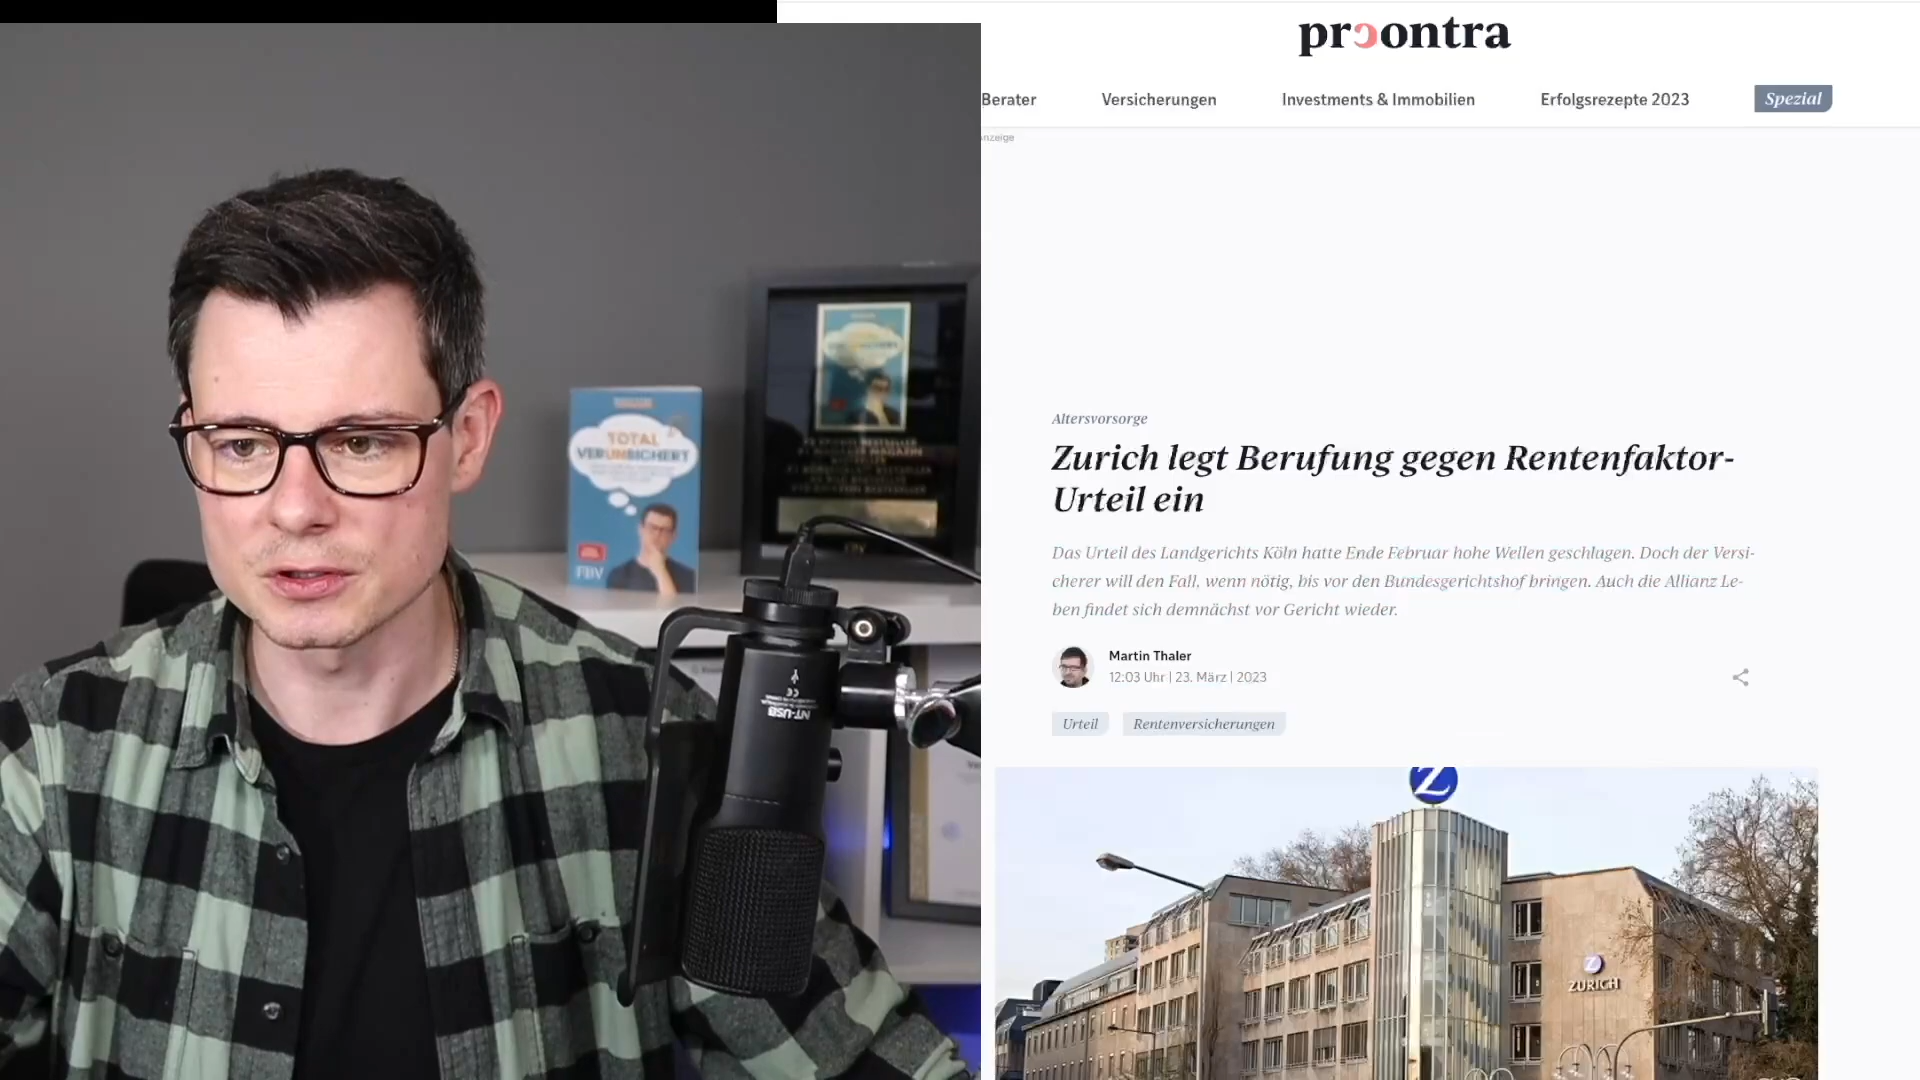 procontra
Berater
Versicherungen
Investments & Immobilien
Erfolgsrezepte 2023
Spezial
nzeige
Altersvorsorge
Zurich legt Berufung gegen Rentenfaktor-
Urteil ein
Das Urteil des Landgerichts Köln hatte Ende Februar hohe Wellen geschlagen. Doch der Versi-
cherer will den Fall, wenn nötig, bis vor den Bundesgerichtshof bringen. Auch die Allianz Le-
ben findet sich demnächst vor Gericht wieder.
Martin Thaler
12:03 Uhr | 23. März | 2023
Urteil
Rentenversicherungen
Z
ZURICH
TOTAL
VERUNSICHERT
FBV
NT-USB